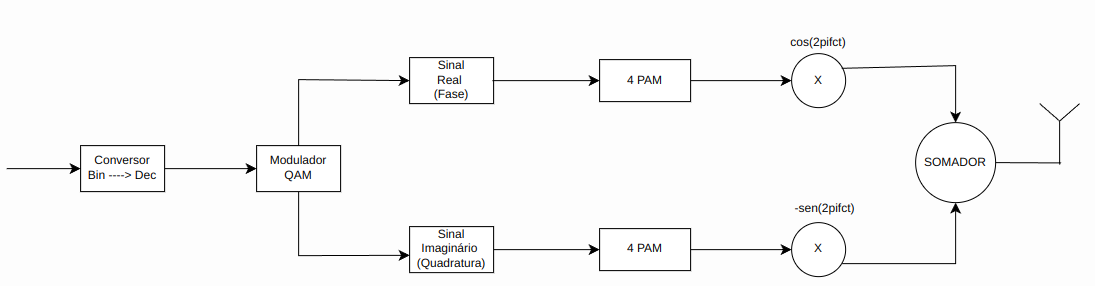 cos(2pifct)
Sinal
Real
(Fase)
4 PAM
X
Conversor
Bin ----> Dec
Modulador
QAM
SOMADOR
-sen(2pifct)
Sinal
Imaginário
(Quadratura)
4 PAM
X